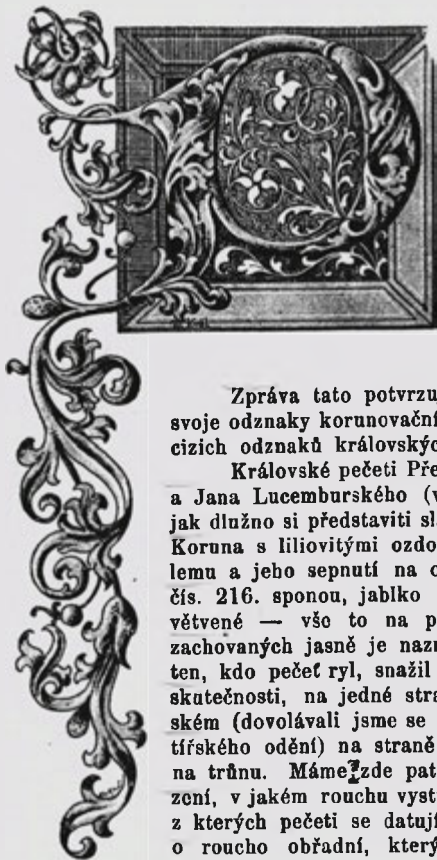 P
Zpráva tato potvrzu
svoje odznaky korunovační
cizích odznaků královskýc
Královské pečeti Pře
a Jana Lucemburského (v
jak dlužno si představiti sl
Koruna s liliovitými ozdo
lemu a jeho sepnutí na o
čís. 216. sponou, jablko
větvené — vše to na p
zachovaných jasně je nazn
ten, kdo pečeť ryl, snažil
skutečnosti, na jedné stra
ském (dovolávali jsme se
tířského odění) na straně
na trůnu. Máme zde pat
zení, v jakém rouchu vyst
z kterých pečeti se datují
o roucho obřadní, který